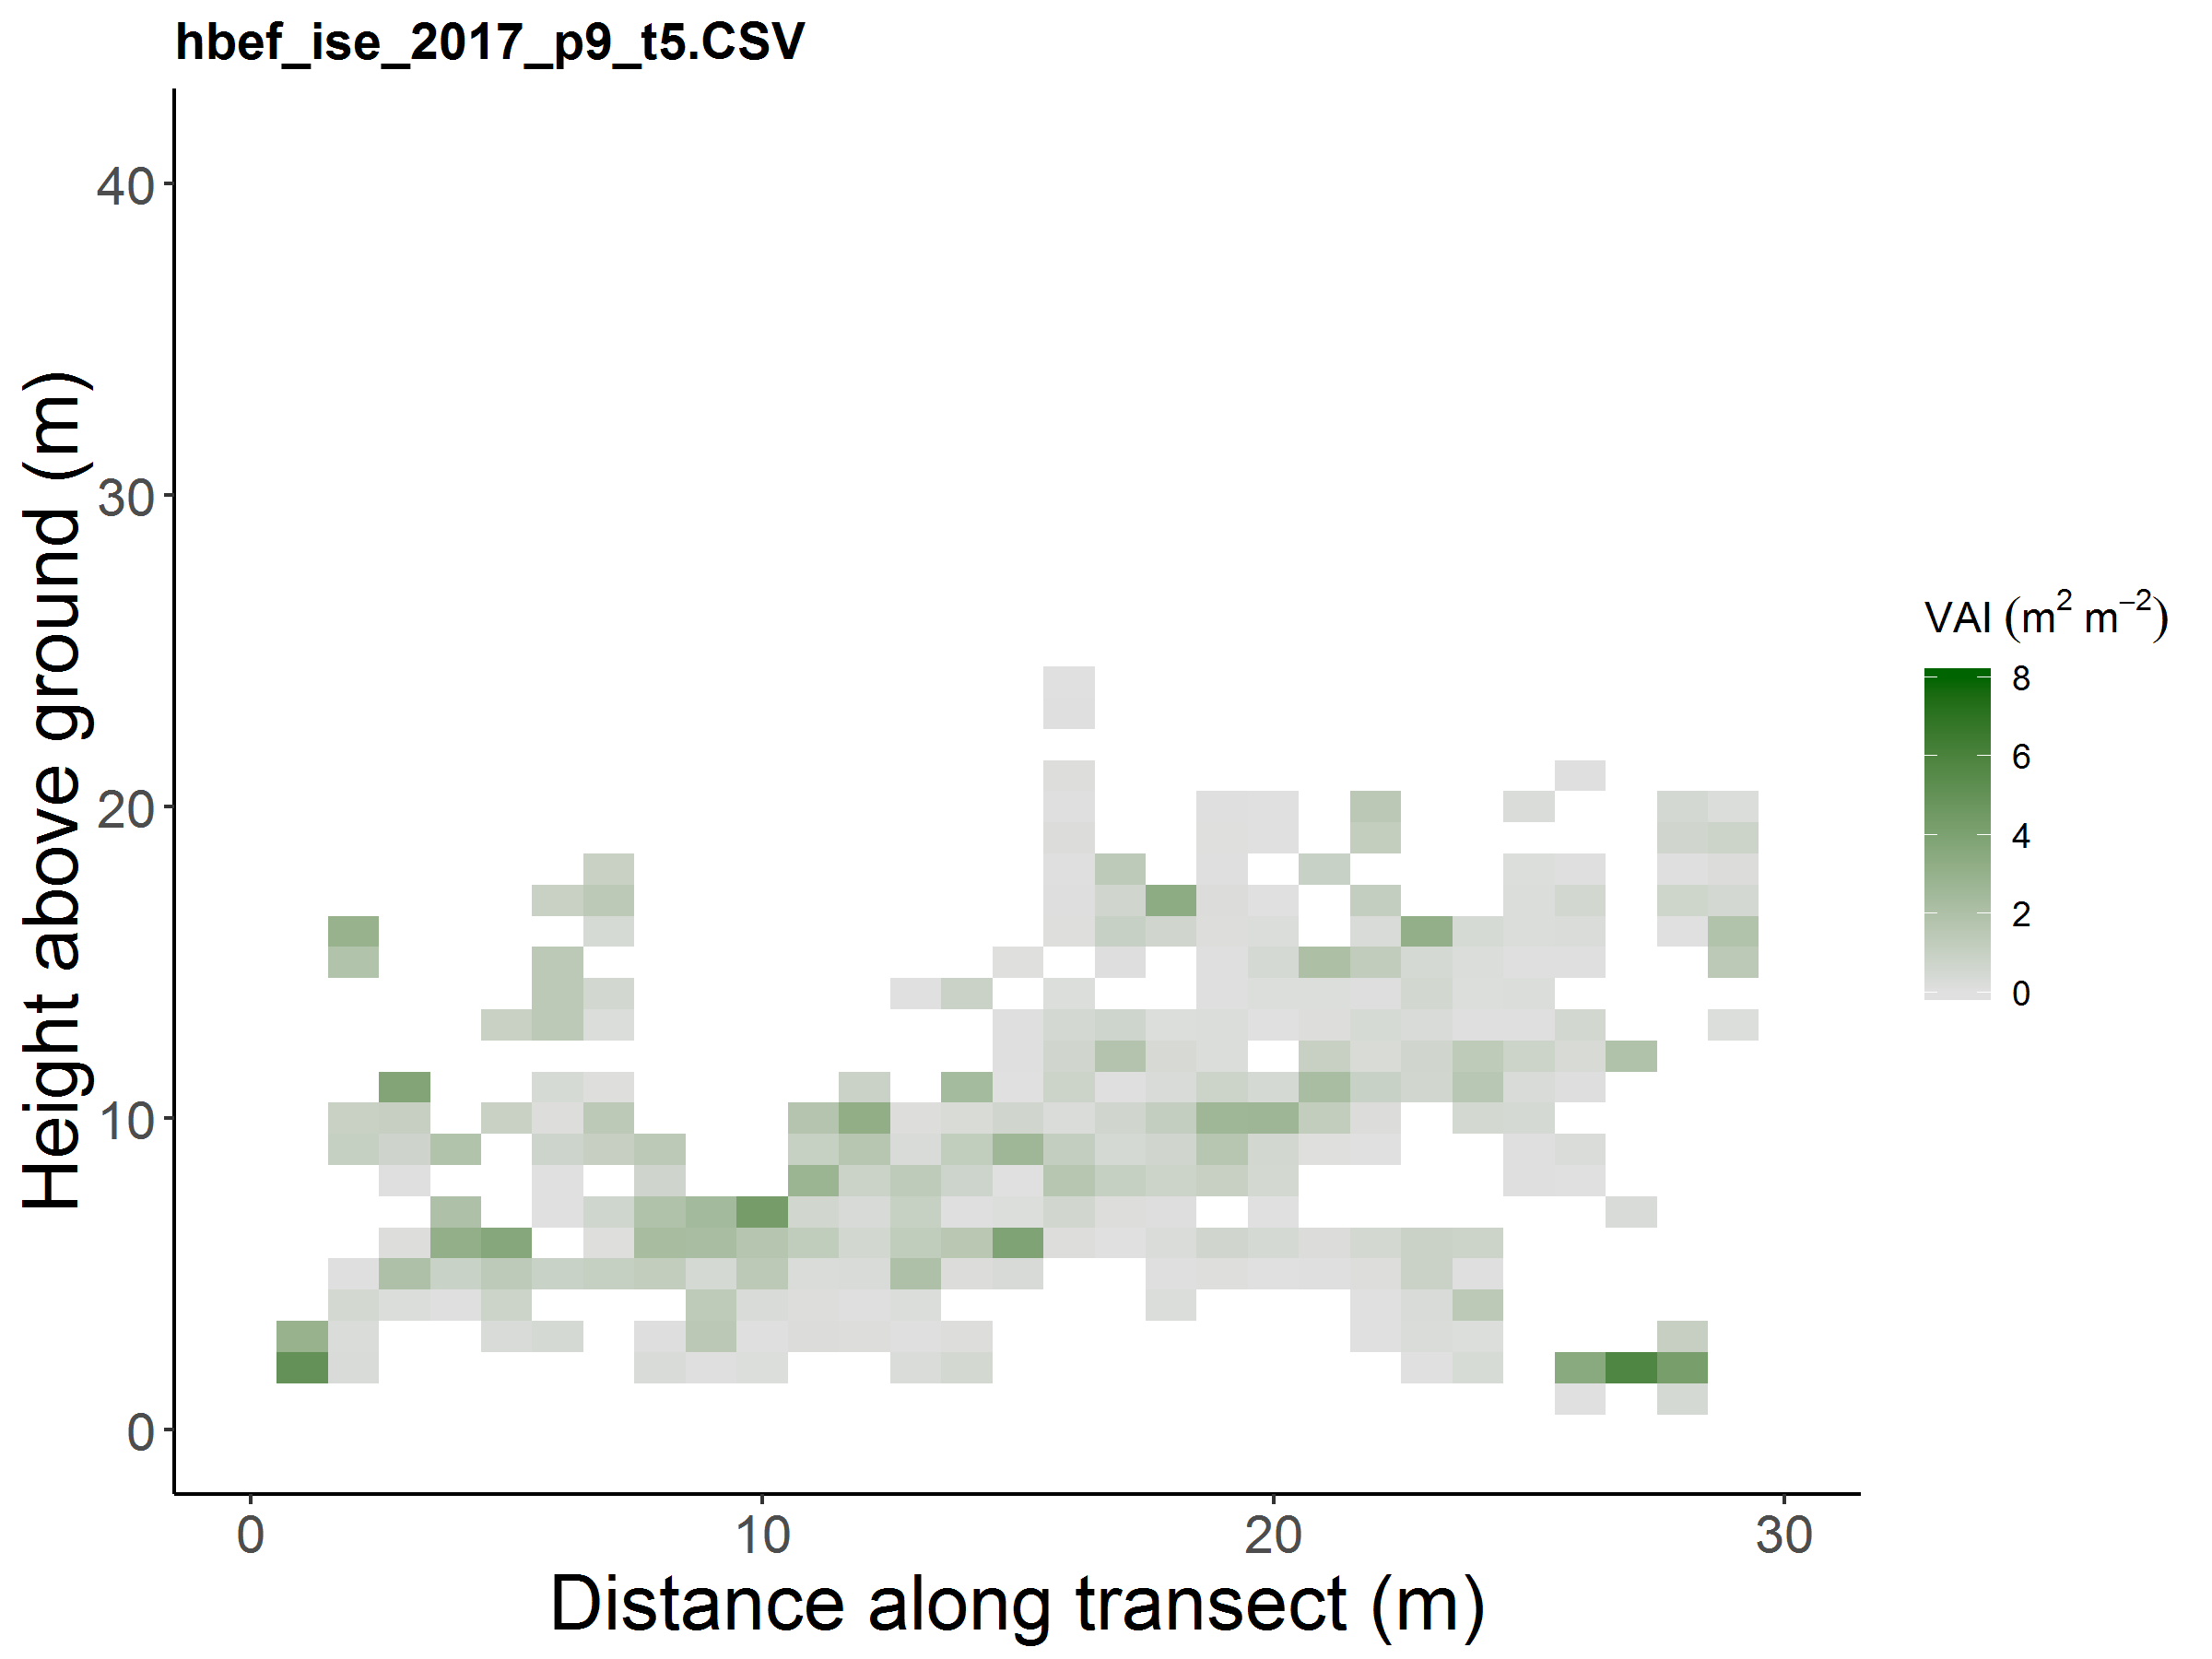 hbef_ise_2017_p9_t5.CSV
40
30
20
10
0
Height above ground (m)
0 10 20 30
Distance along transect (m)
VAI (m² m⁻²)
8
6
4
2
0